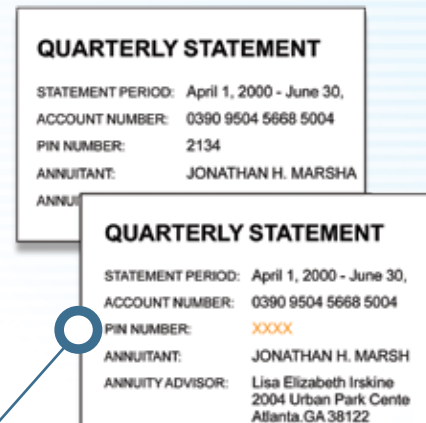 QUARTERLY STATEMENT
STATEMENT PERIOD: April 1, 2000 - June 30,
ACCOUNT NUMBER: 0390 9504 5668 5004
PIN NUMBER: 2134
ANNUITANT: JONATHAN H. MARSHA
ANNU
QUARTERLY STATEMENT
STATEMENT PERIOD: April 1, 2000 - June 30,
ACCOUNT NUMBER: 0390 9504 5668 5004
PIN NUMBER: XXXX
ANNUITANT: JONATHAN H. MARSH
ANNUITY ADVISOR: Lisa Elizabeth Irskine
2004 Urban Park Cente
Atlanta.GA 38122